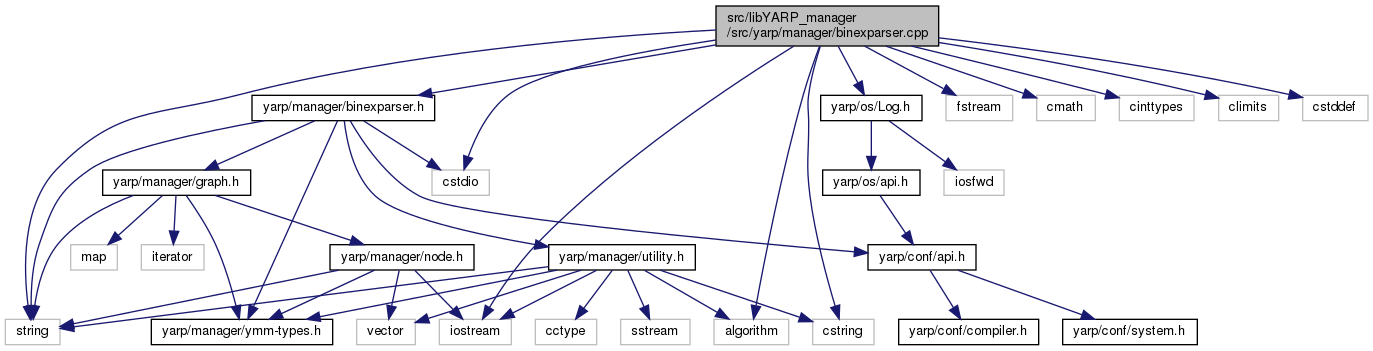 src/libYARP_manager
/src/yarp/manager/binexparser.cpp
yarp/manager/binexparser.h
yarp/os/Log.h
fstream
cmath
cinttypes
climits
cstddef
yarp/manager/graph.h
cstdio
yarp/os/api.h
iosfwd
map
iterator
yarp/manager/node.h
yarp/manager/utility.h
yarp/conf/api.h
string
yarp/manager/ymm-types.h
vector
iostream
cctype
sstream
algorithm
cstring
yarp/conf/compiler.h
yarp/conf/system.h